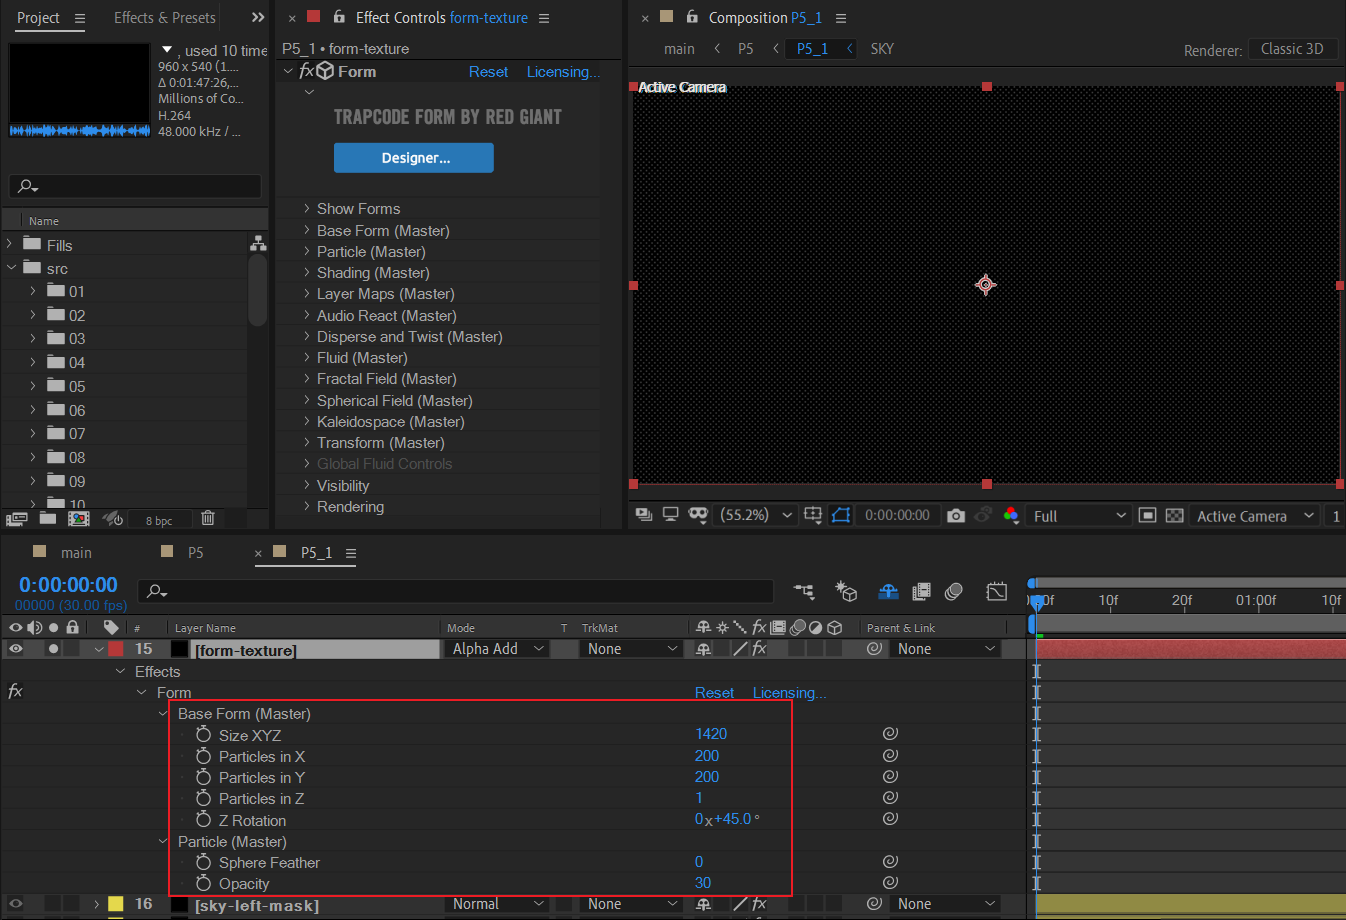 Project
Effects & Presets
, used 10 time
960 x 540 (1....
Δ 0:01:47:26,...
Millions of Co...
H.264
48.000 kHz / ...
Name
Fills
src
01
02
03
04
05
06
07
08
09
10
8 bpc
Effect Controls form-texture
P5_1 • form-texture
fx Form Reset Licensing...
TRAPCODE FORM BY RED GIANT
Designer...
Show Forms
Base Form (Master)
Particle (Master)
Shading (Master)
Layer Maps (Master)
Audio React (Master)
Disperse and Twist (Master)
Fluid (Master)
Fractal Field (Master)
Spherical Field (Master)
Kaleidospace (Master)
Transform (Master)
Global Fluid Controls
Visibility
Rendering
Composition P5_1
main P5 P5_1 SKY
Renderer: Classic 3D
Active Camera
(55.2%) 0:00:00:00 Full Active Camera 1
main P5 P5_1
0:00:00:00
00000 (30.00 fps)
0f 10f 20f 01:00f 10f
# Layer Name Mode T TrkMat fx Parent & Link
15 [form-texture] Alpha Add None fx None
Effects
fx Form Reset Licensing...
Base Form (Master)
Size XYZ 1420
Particles in X 200
Particles in Y 200
Particles in Z 1
Z Rotation 0x+45.0°
Particle (Master)
Sphere Feather 0
Opacity 30
16 [sky-left-mask] Normal None fx None